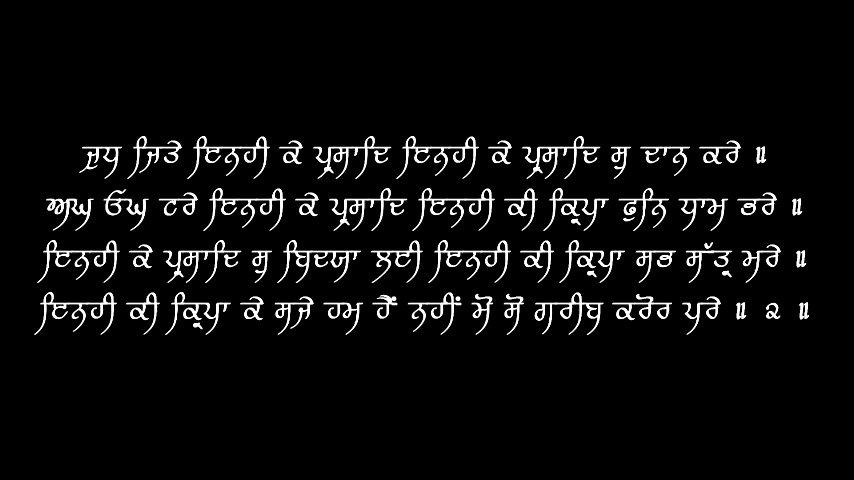 ਜੁਧ ਜਿਤੇ ਇਨਹੀ ਕੇ ਪ੍ਰਸਾਦਿ ਇਨਹੀ ਕੇ ਪ੍ਰਸਾਦਿ ਸੁ ਦਾਨ ਕਰੇ ॥
ਅਘ ਓਘ ਟਰੇ ਇਨਹੀ ਕੇ ਪ੍ਰਸਾਦਿ ਇਨਹੀ ਕੀ ਕ੍ਰਿਪਾ ਫੁਨਿ ਧਾਮ ਭਰੇ ॥
ਇਨਹੀ ਕੇ ਪ੍ਰਸਾਦਿ ਸੁ ਬਿਦਯਾ ਲਈ ਇਨਹੀ ਕੀ ਕ੍ਰਿਪਾ ਸਭ ਸੱਤ੍ਰ ਮਰੇ ॥
ਇਨਹੀ ਕੀ ਕ੍ਰਿਪਾ ਕੇ ਸਜੇ ਹਮ ਹੈਂ ਨਹੀਂ ਮੋ ਸੋ ਗਰੀਬ ਕਰੋਰ ਪਰੇ ॥ ੨ ॥